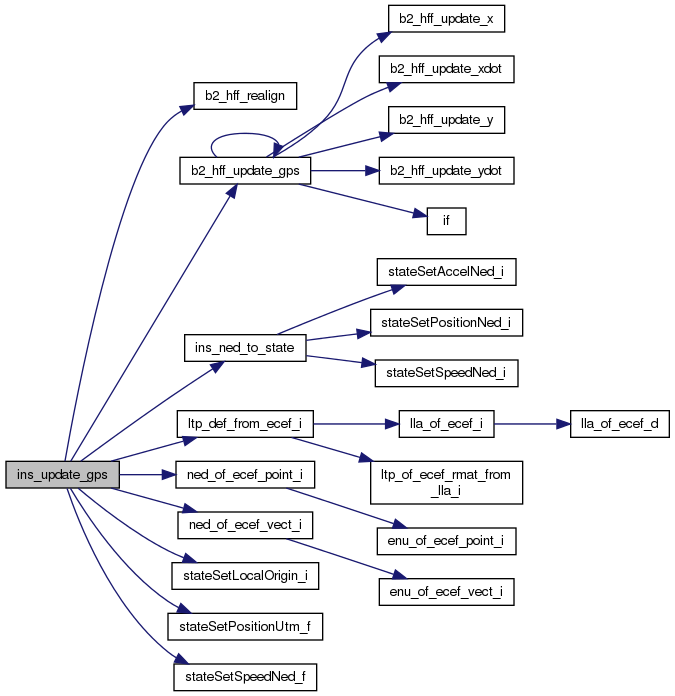 b2_hff_update_x
b2_hff_update_xdot
b2_hff_realign
b2_hff_update_y
b2_hff_update_gps
b2_hff_update_ydot
if
stateSetAccelNed_i
stateSetPositionNed_i
ins_ned_to_state
stateSetSpeedNed_i
ltp_def_from_ecef_i
lla_of_ecef_i
lla_of_ecef_d
ins_update_gps
ned_of_ecef_point_i
ltp_of_ecef_rmat_from
_lla_i
ned_of_ecef_vect_i
enu_of_ecef_point_i
stateSetLocalOrigin_i
enu_of_ecef_vect_i
stateSetPositionUtm_f
stateSetSpeedNed_f